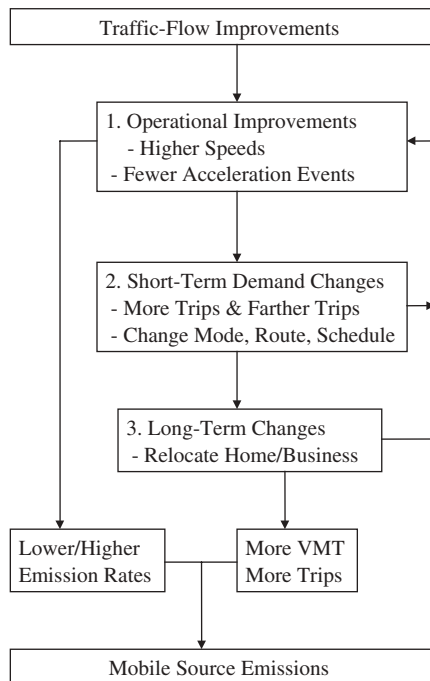 Traffic-Flow Improvements
1. Operational Improvements
- Higher Speeds
- Fewer Acceleration Events
2. Short-Term Demand Changes
- More Trips & Farther Trips
- Change Mode, Route, Schedule
3. Long-Term Changes
- Relocate Home/Business
Lower/Higher
Emission Rates
More VMT
More Trips
Mobile Source Emissions